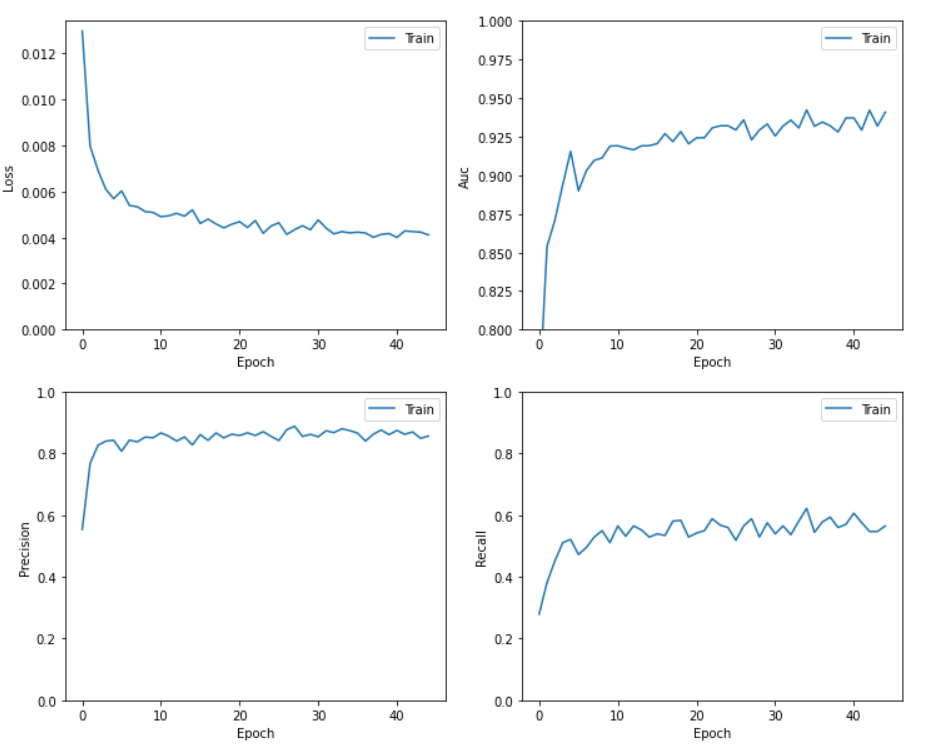 Train
0.012
0.010
0.008
0.006
0.004
0.002
0.000
Loss
0 10 20 30 40
Epoch
Train
1.000
0.975
0.950
0.925
0.900
0.875
0.850
0.825
0.800
Auc
0 10 20 30 40
Epoch
Train
1.0
0.8
0.6
0.4
0.2
0.0
Precision
0 10 20 30 40
Epoch
Train
1.0
0.8
0.6
0.4
0.2
0.0
Recall
0 10 20 30 40
Epoch